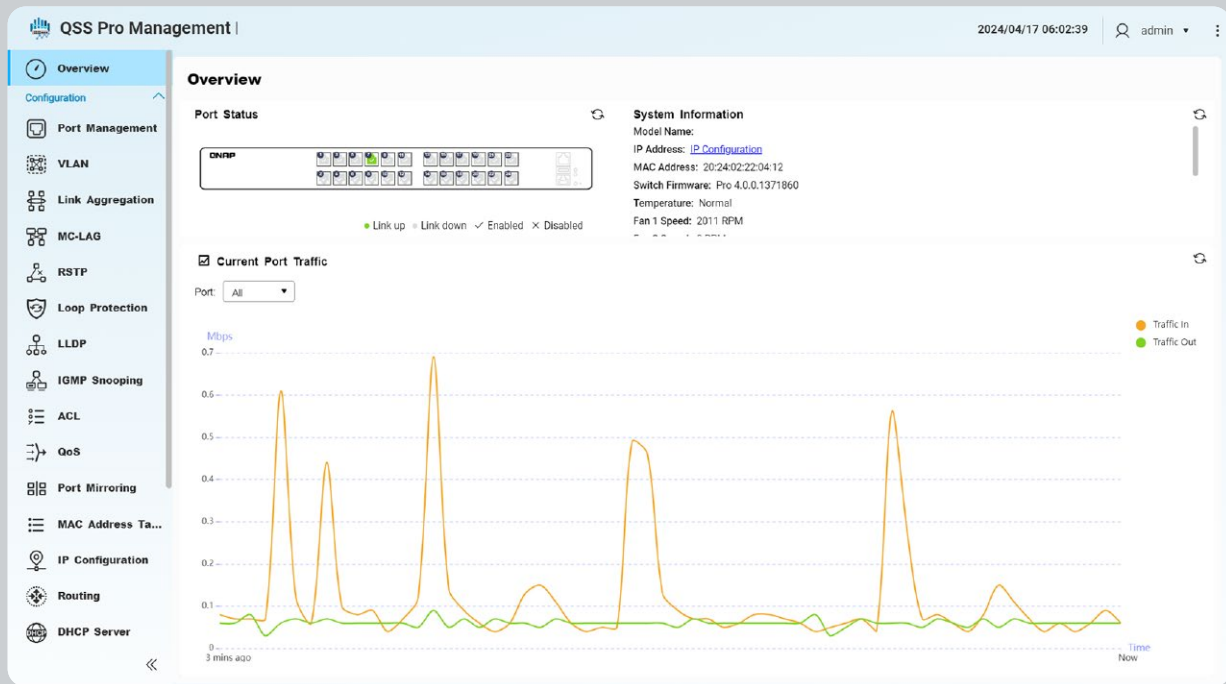 QSS Pro Management |
2024/04/17 06:02:39
admin
Overview
Configuration
Port Management
VLAN
Link Aggregation
MC-LAG
RSTP
Loop Protection
LLDP
IGMP Snooping
ACL
QoS
Port Mirroring
MAC Address Ta...
IP Configuration
Routing
DHCP Server
Overview
Port Status
QNAP
Link up Link down Enabled Disabled
System Information
Model Name:
IP Address: IP Configuration
MAC Address: 20:24:02:22:04:12
Switch Firmware: Pro 4.0.0.1371860
Temperature: Normal
Fan 1 Speed: 2011 RPM
Current Port Traffic
Port: All
Traffic In
Traffic Out
Mbps
0.7
0.6
0.5
0.4
0.3
0.2
0.1
0
3 mins ago
Time
Now